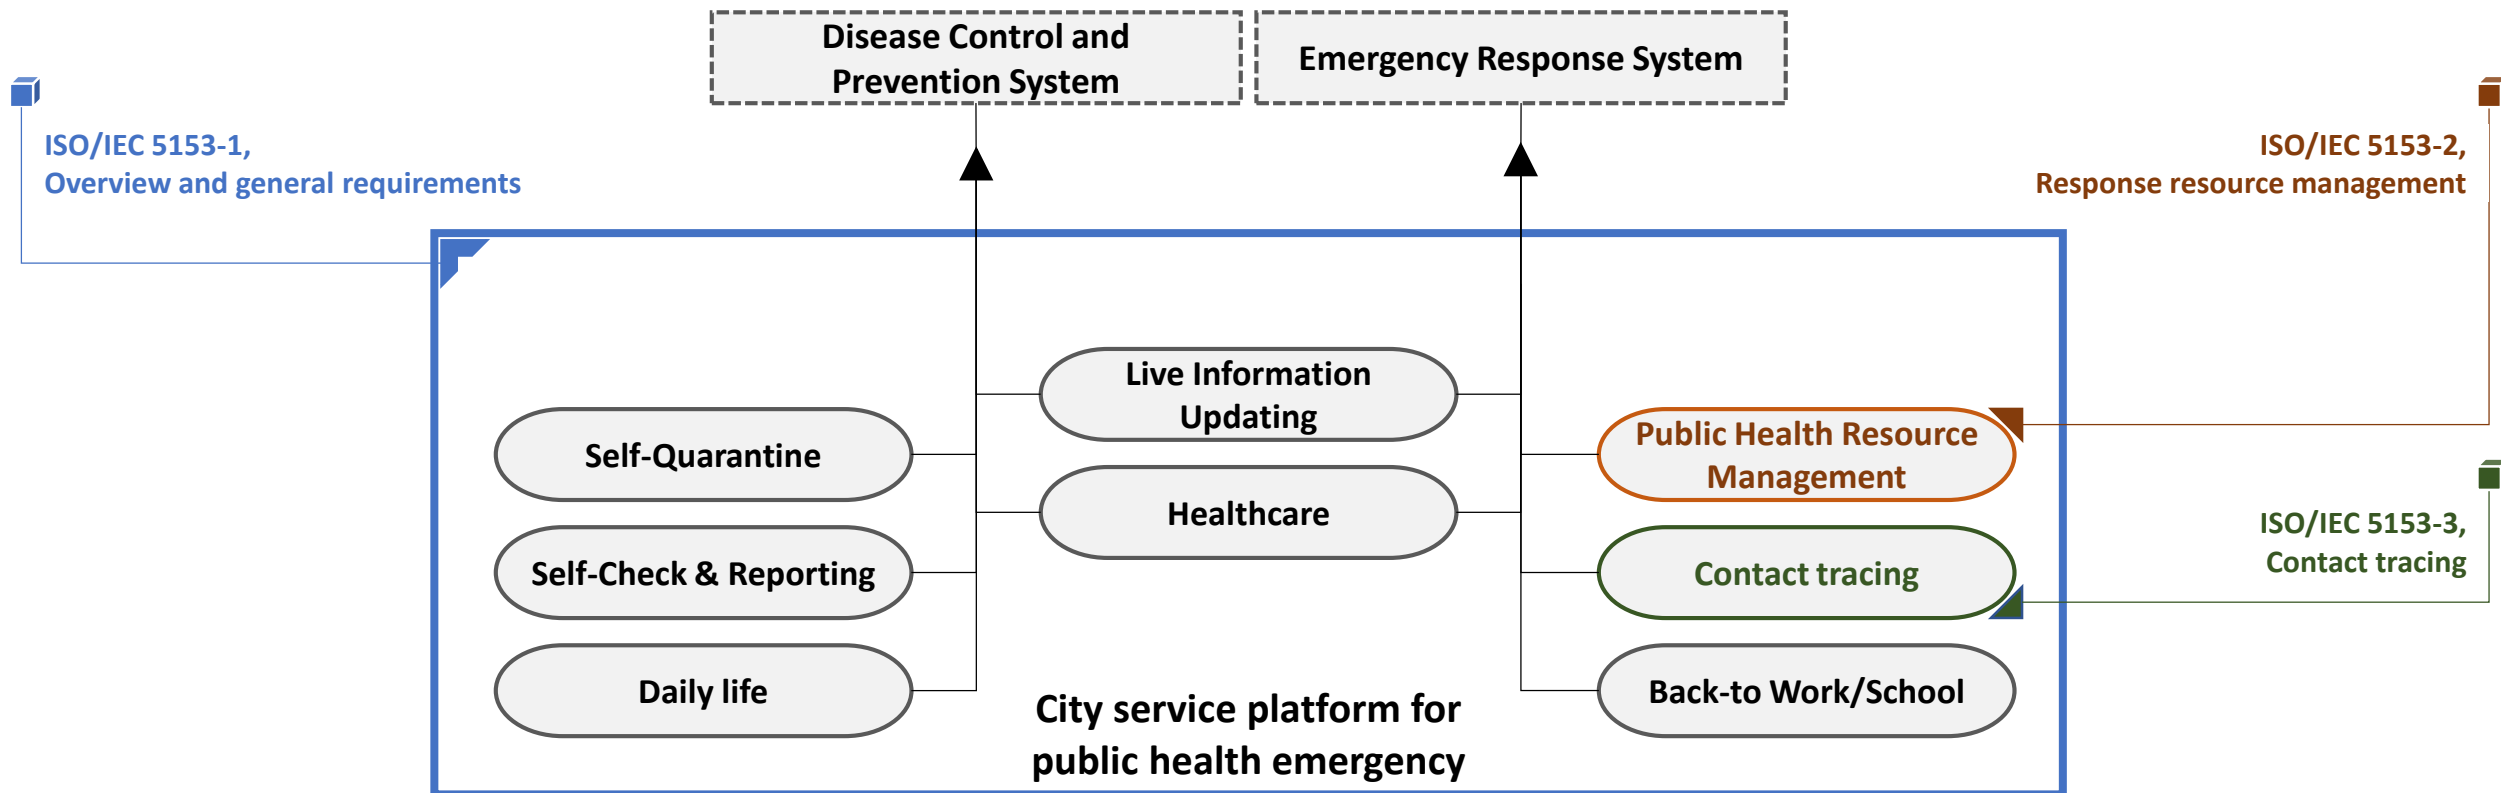 Disease Control and
Prevention System
Emergency Response System
ISO/IEC 5153-1,
Overview and general requirements
ISO/IEC 5153-2,
Response resource management
Live Information
Updating
Self-Quarantine
Public Health Resource
Management
Healthcare
ISO/IEC 5153-3,
Contact tracing
Self-Check & Reporting
Contact tracing
Daily life
Back-to Work/School
City service platform for
public health emergency